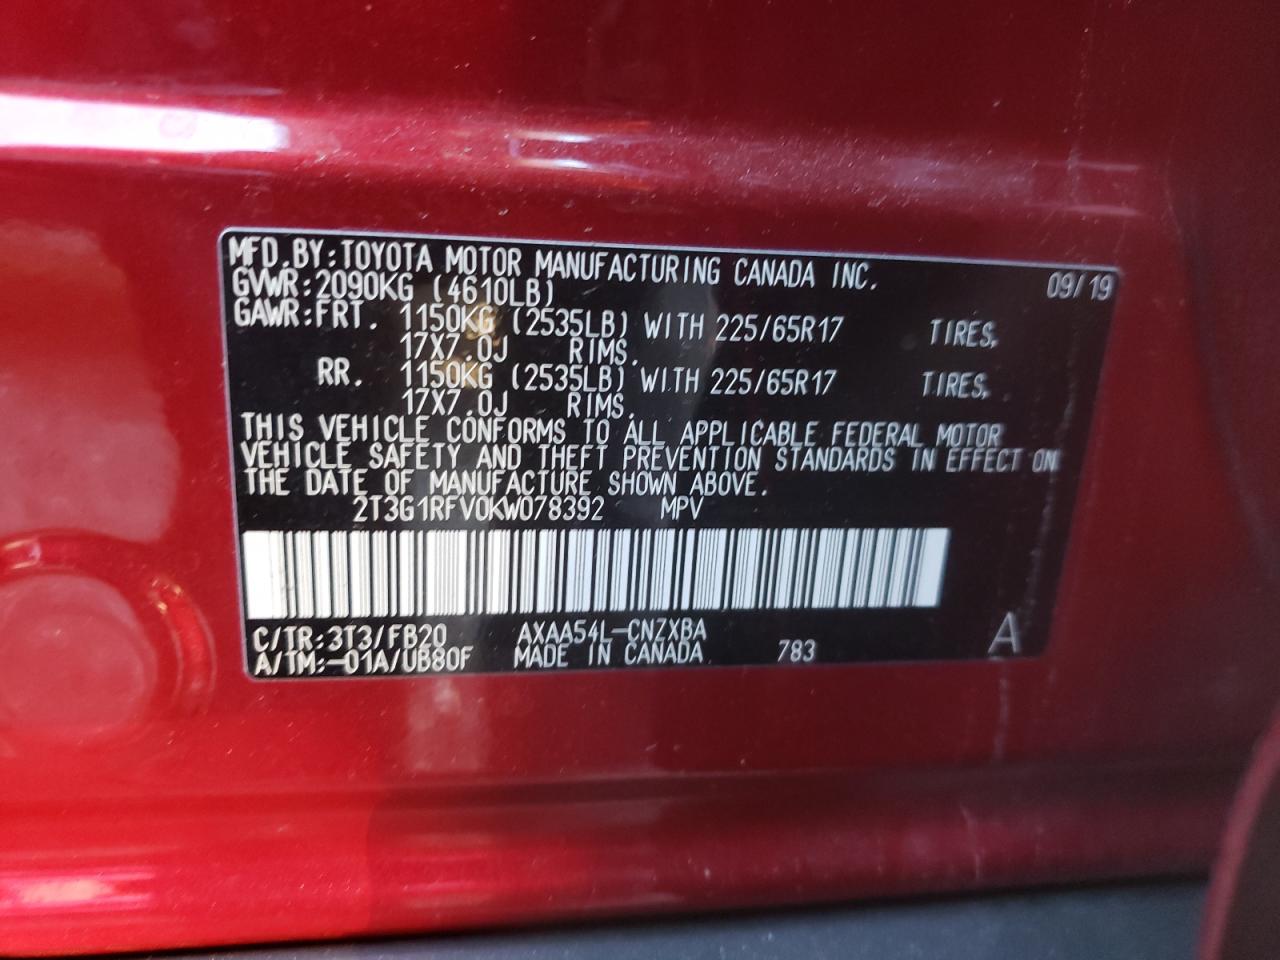 MFD.BY:TOYOTA MOTOR MANUFACTURING CANADA INC. 09/19
GVWR:2090KG (4610LB)
GAWR:FRT. 1150KG (2535LB) WITH 225/65R17 TIRES,
17X7.0J RIMS.
RR. 1150KG (2535LB) WITH 225/65R17 TIRES,
17X7.0J RIMS.
THIS VEHICLE CONFORMS TO ALL APPLICABLE FEDERAL MOTOR
VEHICLE SAFETY AND THEFT PREVENTION STANDARDS IN EFFECT ON
THE DATE OF MANUFACTURE SHOWN ABOVE.
2T3G1RFV0KW078392 MPV
C/TR:3T3/FB20 AXAA54L-CNZXBA
A/TM:-01A/UB80F MADE IN CANADA 783 A